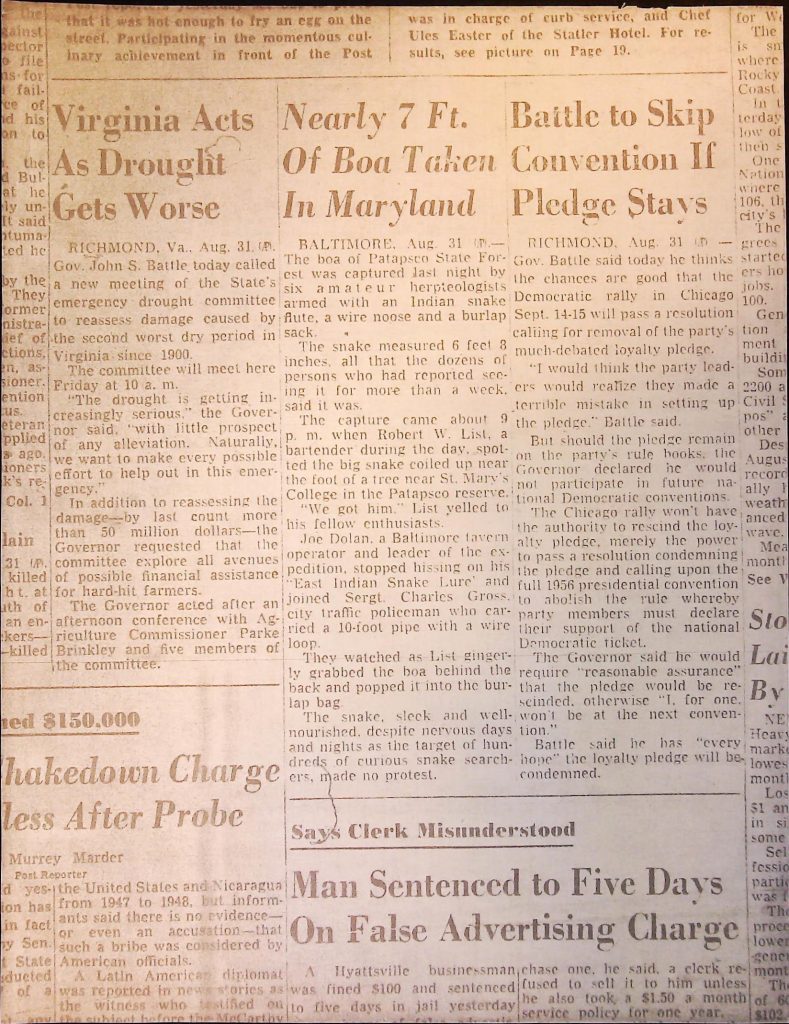 that it was hot enough to fry an egg on the
street. Participating in the momentous cul-
inary achievement in front of the Post
was in charge of curb service, and Chef
Ules Easter of the Statler Hotel. For re-
sults, see picture on Page 19.
Virginia Acts
As Drought
Gets Worse
RICHMOND, Va., Aug. 31 (AP).
Gov. John S. Battle today called
a new meeting of the State's
emergency drought committee
to reassess damage caused by
the second worst dry period in
Virginia since 1900.
The committee will meet here
Friday at 10 a. m.
"The drought is getting in-
creasingly serious," the Gover-
nor said, "with little prospect
of any alleviation. Naturally,
we want to make every possible
effort to help out in this emer-
gency."
In addition to reassessing the
damage—by last count more
than 50 million dollars—the
Governor requested that the
committee explore all avenues
of possible financial assistance
for hard-hit farmers.
The Governor acted after an
afternoon conference with Ag-
riculture Commissioner Parke
Brinkley and five members of
the committee.
Nearly 7 Ft.
Of Boa Taken
In Maryland
BALTIMORE, Aug. 31 (AP).—
The boa of Patapsco State For-
est was captured last night by
six amateur herpteologists
armed with an Indian snake
flute, a wire noose and a burlap
sack.
The snake measured 6 feet 8
inches, all that the dozens of
persons who had reported see-
ing it for more than a week,
said it was.
The capture came about 9
p. m. when Robert W. List, a
bartender during the day, spot-
ted the big snake coiled up near
the foot of a tree near St. Mary's
College in the Patapsco reserve.
"We got him." List yelled to
his fellow enthusiasts.
Joe Dolan, a Baltimore tavern
operator and leader of the ex-
pedition, stopped hissing on his
"East Indian Snake Lure' and
joined Sergt. Charles Gross,
city traffic policeman who car-
ried a 10-foot pipe with a wire
loop.
They watched as List ginger-
ly grabbed the boa behind the
back and popped it into the bur-
lap bag.
The snake, sleek and well-
nourished, despite nervous days
and nights as the target of hun-
dreds of curious snake search-
ers, made no protest.
Battle to Skip
Convention If
Pledge Stays
RICHMOND, Aug. 31 (AP) —
Gov. Battle said today he thinks
the chances are good that the
Democratic rally in Chicago
Sept. 14-15 will pass a resolution
calling for removal of the party's
much-debated loyalty pledge.
"I would think the party lead-
ers would realize they made a
terrible mistake in setting up
the pledge." Battle said.
But should the pledge remain
on the party's rule books, the
Governor declared he would
not participate in future na-
tional Democratic conventions.
The Chicago rally won't have
the authority to rescind the loy-
alty pledge, merely the power
to pass a resolution condemning
the pledge and calling upon the
full 1956 presidential convention
to abolish the rule whereby
party members must declare
their support of the national
Democratic ticket.
The Governor said he would
require "reasonable assurance"
that the pledge would be re-
scinded, otherwise "I, for one,
won't be at the next conven-
tion."
Battle said he has "every
hope" the loyalty pledge will be
condemned.
ned $150,000
hakedown Charge
less After Probe
Murrey Marder
Post Reporter
the United States and Nicaragua
from 1947 to 1948, but inform-
ants said there is no evidence—
or even an accusation—that
such a bribe was considered by
American officials.
A Latin American diplomat
was reported in news stories as
the witness who testified on
the subject before the McCarthy
Says Clerk Misunderstood
Man Sentenced to Five Days
On False Advertising Charge
A Hyattsville businessman
was fined $100 and sentenced
to five days in jail yesterday
chase one, he said, a clerk re-
fused to sell it to him unless
he also took a $1.50 a month
service policy for one year.